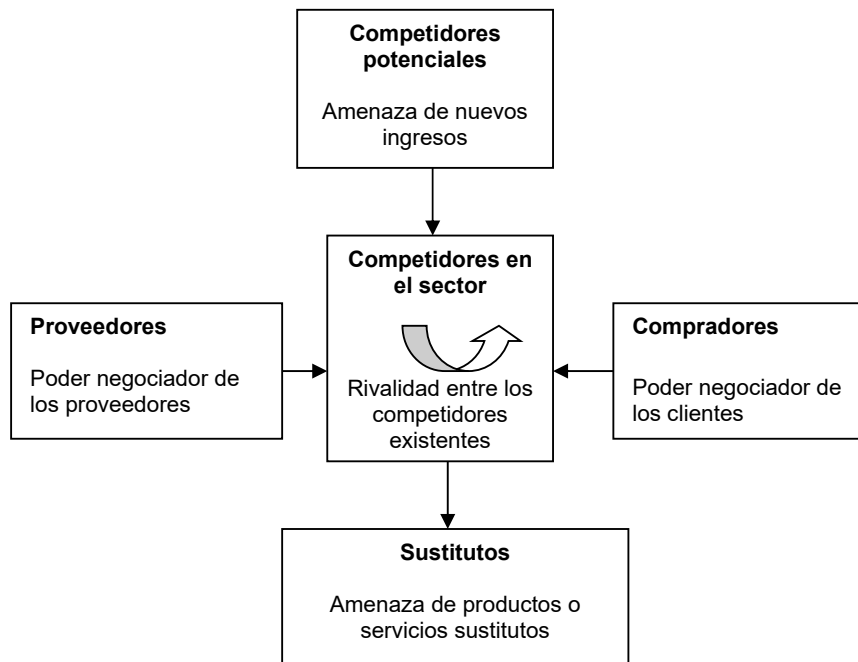 Competidores
potenciales
Amenaza de nuevos
ingresos
Competidores en
el sector
Rivalidad entre los
competidores
existentes
Proveedores
Poder negociador de
los proveedores
Compradores
Poder negociador de
los clientes
Sustitutos
Amenaza de productos o
servicios sustitutos